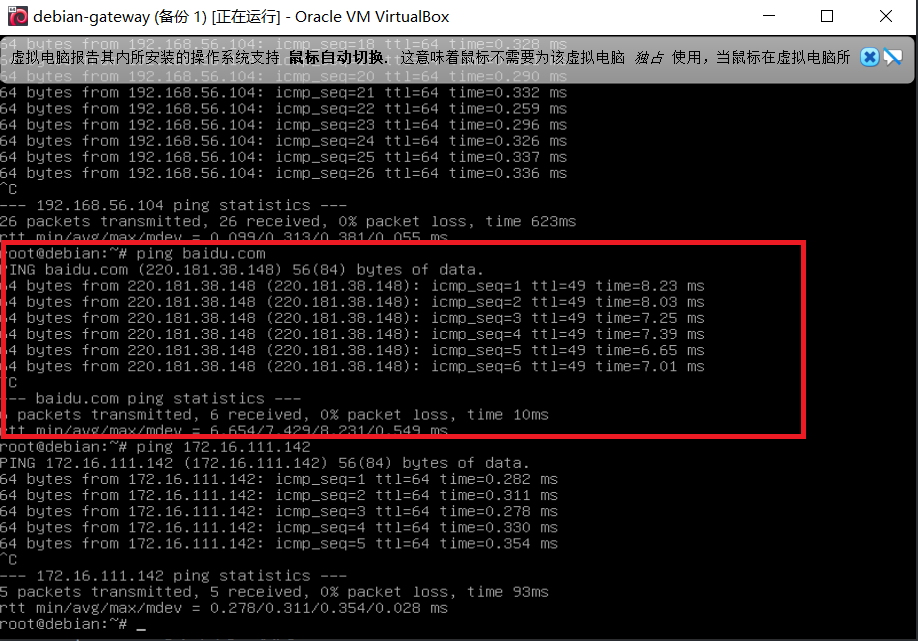 debian-gateway (备份 1) [正在运行] - Oracle VM VirtualBox
64 bytes from 192.168.56.104: icmp_seq=18 ttl=64 time=0.328 ms
虚拟电脑报告其内所安装的操作系统支持 鼠标自动切换. 这意味着鼠标不需要为该虚拟电脑 独占 使用，当鼠标在虚拟电脑所
64 bytes from 192.168.56.104: icmp_seq=20 ttl=64 time=0.290 ms
64 bytes from 192.168.56.104: icmp_seq=21 ttl=64 time=0.332 ms
64 bytes from 192.168.56.104: icmp_seq=22 ttl=64 time=0.259 ms
64 bytes from 192.168.56.104: icmp_seq=23 ttl=64 time=0.296 ms
64 bytes from 192.168.56.104: icmp_seq=24 ttl=64 time=0.326 ms
64 bytes from 192.168.56.104: icmp_seq=25 ttl=64 time=0.337 ms
64 bytes from 192.168.56.104: icmp_seq=26 ttl=64 time=0.336 ms
^C
--- 192.168.56.104 ping statistics ---
26 packets transmitted, 26 received, 0% packet loss, time 623ms
rtt min/avg/max/mdev = 0.099/0.313/0.381/0.055 ms
root@debian:~# ping baidu.com
PING baidu.com (220.181.38.148) 56(84) bytes of data.
64 bytes from 220.181.38.148 (220.181.38.148): icmp_seq=1 ttl=49 time=8.23 ms
64 bytes from 220.181.38.148 (220.181.38.148): icmp_seq=2 ttl=49 time=8.03 ms
64 bytes from 220.181.38.148 (220.181.38.148): icmp_seq=3 ttl=49 time=7.25 ms
64 bytes from 220.181.38.148 (220.181.38.148): icmp_seq=4 ttl=49 time=7.39 ms
64 bytes from 220.181.38.148 (220.181.38.148): icmp_seq=5 ttl=49 time=6.65 ms
64 bytes from 220.181.38.148 (220.181.38.148): icmp_seq=6 ttl=49 time=7.01 ms
^C
--- baidu.com ping statistics ---
6 packets transmitted, 6 received, 0% packet loss, time 10ms
rtt min/avg/max/mdev = 6.654/7.429/8.231/0.549 ms
root@debian:~# ping 172.16.111.142
PING 172.16.111.142 (172.16.111.142) 56(84) bytes of data.
64 bytes from 172.16.111.142: icmp_seq=1 ttl=64 time=0.282 ms
64 bytes from 172.16.111.142: icmp_seq=2 ttl=64 time=0.311 ms
64 bytes from 172.16.111.142: icmp_seq=3 ttl=64 time=0.278 ms
64 bytes from 172.16.111.142: icmp_seq=4 ttl=64 time=0.330 ms
64 bytes from 172.16.111.142: icmp_seq=5 ttl=64 time=0.354 ms
^C
--- 172.16.111.142 ping statistics ---
5 packets transmitted, 5 received, 0% packet loss, time 93ms
rtt min/avg/max/mdev = 0.278/0.311/0.354/0.028 ms
root@debian:~# _